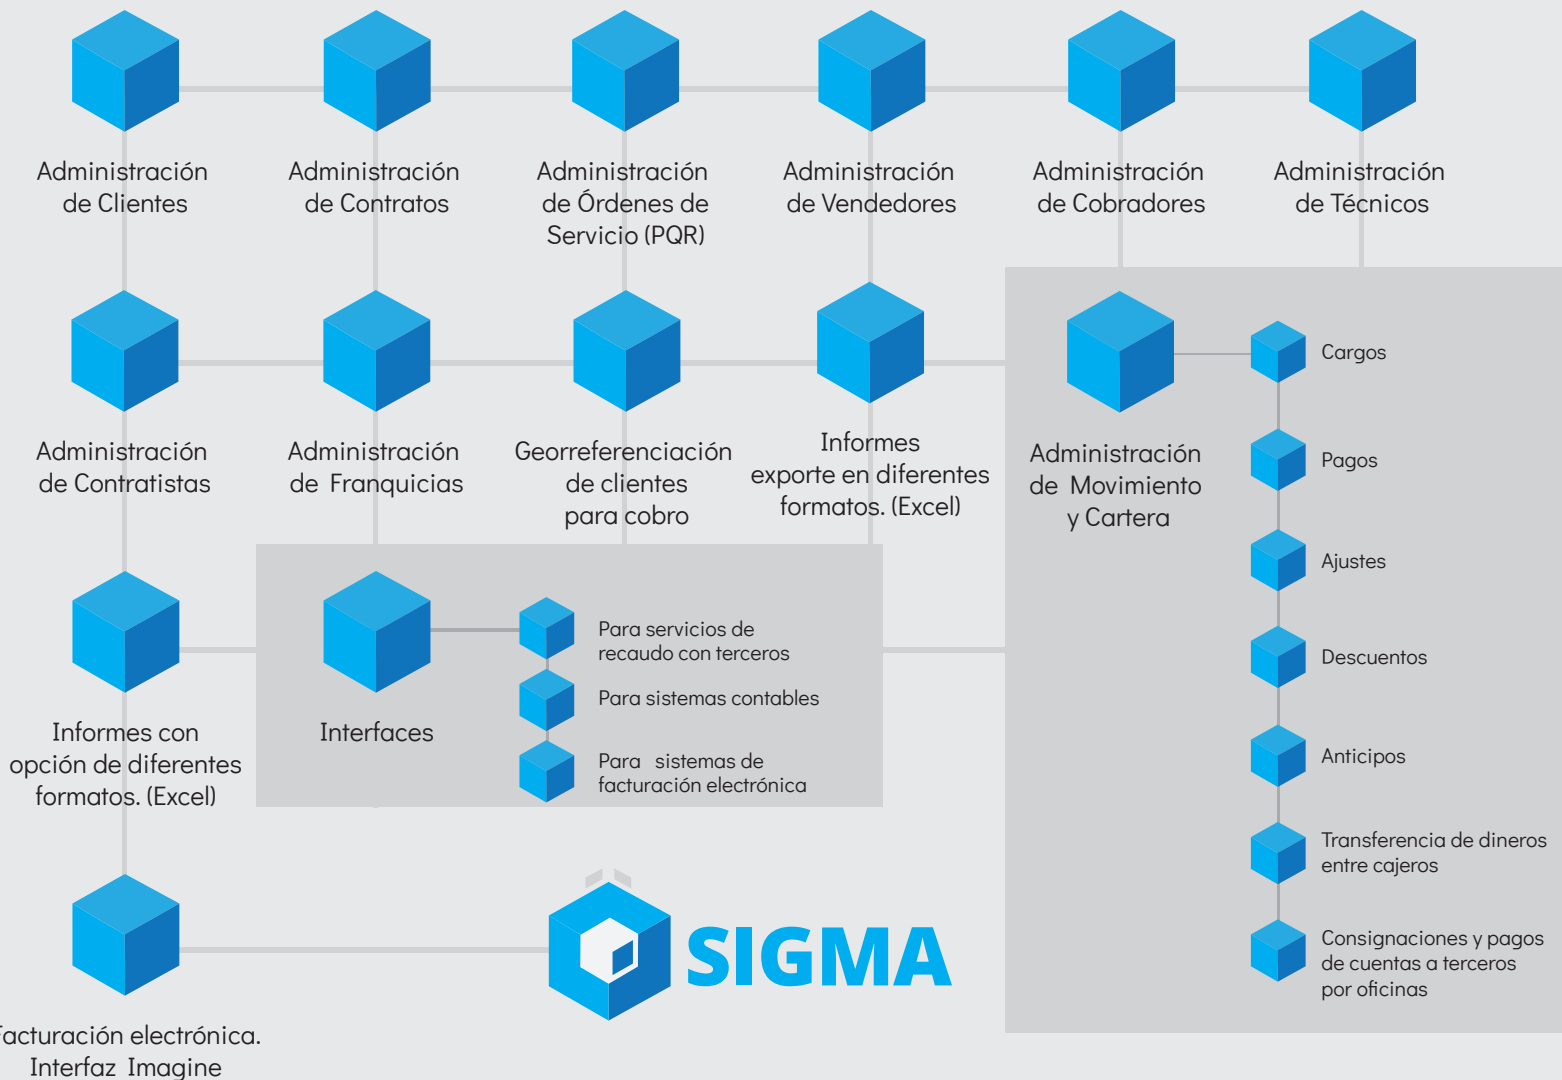 Administración
de Clientes
Administración
de Contratos
Administración
de Órdenes de
Servicio (PQR)
Administración
de Vendedores
Administración
de Cobradores
Administración
de Técnicos
Administración
de Contratistas
Administración
de Franquicias
Georreferenciación
de clientes
para cobro
Informes
exporte en diferentes
formatos. (Excel)
Administración
de Movimiento
y Cartera
Cargos
Pagos
Ajustes
Descuentos
Anticipos
Transferencia de dineros
entre cajeros
Consignaciones y pagos
de cuentas a terceros
por oficinas
Informes con
opción de diferentes
formatos. (Excel)
Interfaces
Para servicios de
recaudo con terceros
Para sistemas contables
Para sistemas de
facturación electrónica
Facturación electrónica.
Interfaz Imagine
SIGMA